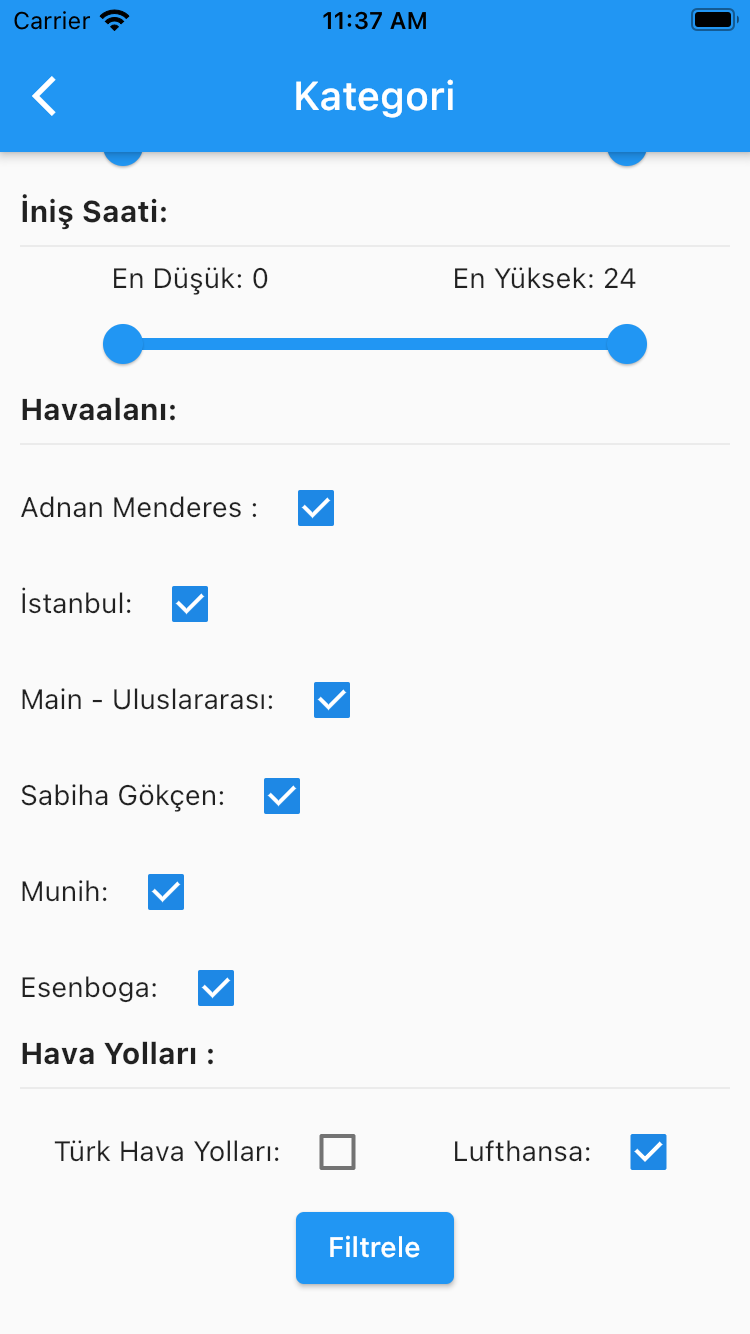 Carrier 11:37 AM
Kategori
İniş Saati:
En Düşük: 0 En Yüksek: 24
Havaalanı:
Adnan Menderes :
İstanbul:
Main - Uluslararası:
Sabiha Gökçen:
Munih:
Esenboga:
Hava Yolları :
Türk Hava Yolları: Lufthansa:
Filtrele